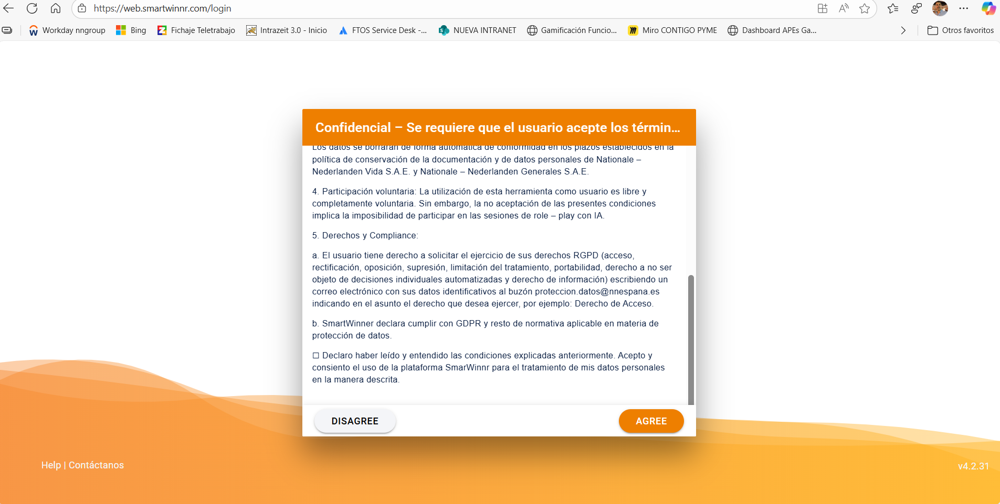 https://web.smartwinnr.com/login
Workday nngroup
Bing
Fichaje Teletrabajo
Intrazeit 3.0 - Inicio
FTOS Service Desk -...
NUEVA INTRANET
Gamificación Funcio...
Miro CONTIGO PYME
Dashboard APEs Ga...
Otros favoritos
Confidencial – Se requiere que el usuario acepte los términ...
Los datos se borrarán de forma automática de conformidad en los plazos establecidos en la
política de conservación de la documentación y de datos personales de Nationale –
Nederlanden Vida S.A.E. y Nationale – Nederlanden Generales S.A.E.
4. Participación voluntaria: La utilización de esta herramienta como usuario es libre y
completamente voluntaria. Sin embargo, la no aceptación de las presentes condiciones
implica la imposibilidad de participar en las sesiones de role – play con IA.
5. Derechos y Compliance:
a. El usuario tiene derecho a solicitar el ejercicio de sus derechos RGPD (acceso,
rectificación, oposición, supresión, limitación del tratamiento, portabilidad, derecho a no ser
objeto de decisiones individuales automatizadas y derecho de información) escribiendo un
correo electrónico con sus datos identificativos al buzón proteccion.datos@nnespana.es
indicando en el asunto el derecho que desea ejercer, por ejemplo: Derecho de Acceso.
b. SmartWinner declara cumplir con GDPR y resto de normativa aplicable en materia de
protección de datos.
☐ Declaro haber leído y entendido las condiciones explicadas anteriormente. Acepto y
consiento el uso de la plataforma SmarWinnr para el tratamiento de mis datos personales
en la manera descrita.
DISAGREE
AGREE
Help | Contáctanos
v4.2.31